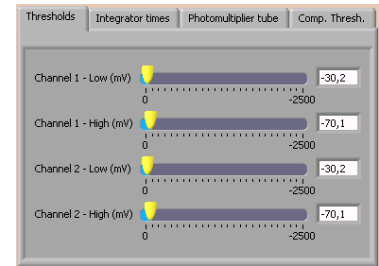 Thresholds Integrator times Photomultiplier tube Comp. Thresh.
Channel 1 - Low (mV) -30,2
0 -2500
Channel 1 - High (mV) -70,1
0 -2500
Channel 2 - Low (mV) -30,2
0 -2500
Channel 2 - High (mV) -70,1
0 -2500